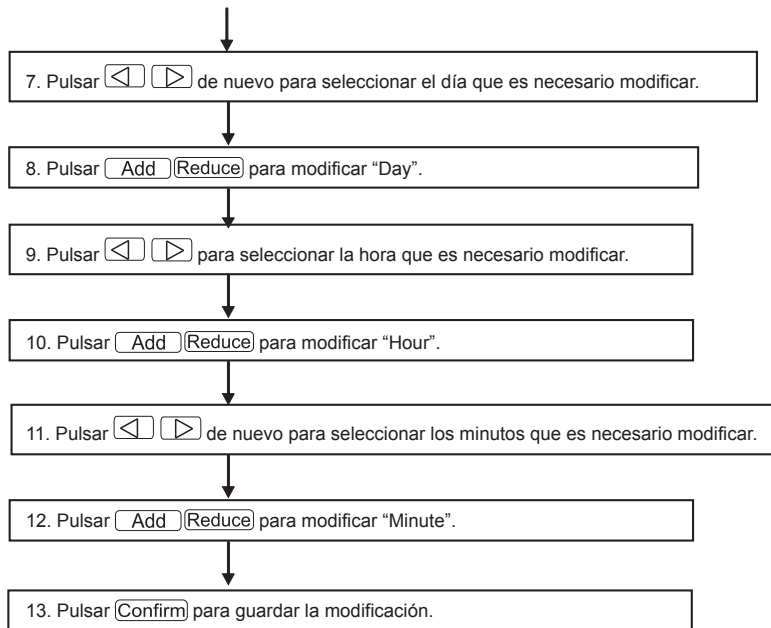 7. Pulsar ◁ ▷ de nuevo para seleccionar el día que es necesario modificar.
8. Pulsar Add Reduce para modificar “Day”.
9. Pulsar ◁ ▷ para seleccionar la hora que es necesario modificar.
10. Pulsar Add Reduce para modificar “Hour”.
11. Pulsar ◁ ▷ de nuevo para seleccionar los minutos que es necesario modificar.
12. Pulsar Add Reduce para modificar “Minute”.
13. Pulsar Confirm para guardar la modificación.